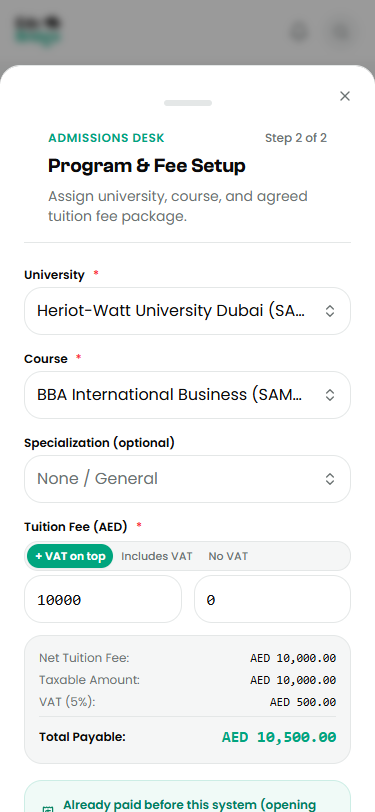 ADMISSIONS DESK
Step 2 of 2
Program & Fee Setup
Assign university, course, and agreed
tuition fee package.
University *
Heriot-Watt University Dubai (SA...
Course *
BBA International Business (SAM...
Specialization (optional)
None / General
Tuition Fee (AED) *
+ VAT on top Includes VAT No VAT
10000 0
Net Tuition Fee: AED 10,000.00
Taxable Amount: AED 10,000.00
VAT (5%): AED 500.00
Total Payable: AED 10,500.00
Already paid before this system (opening